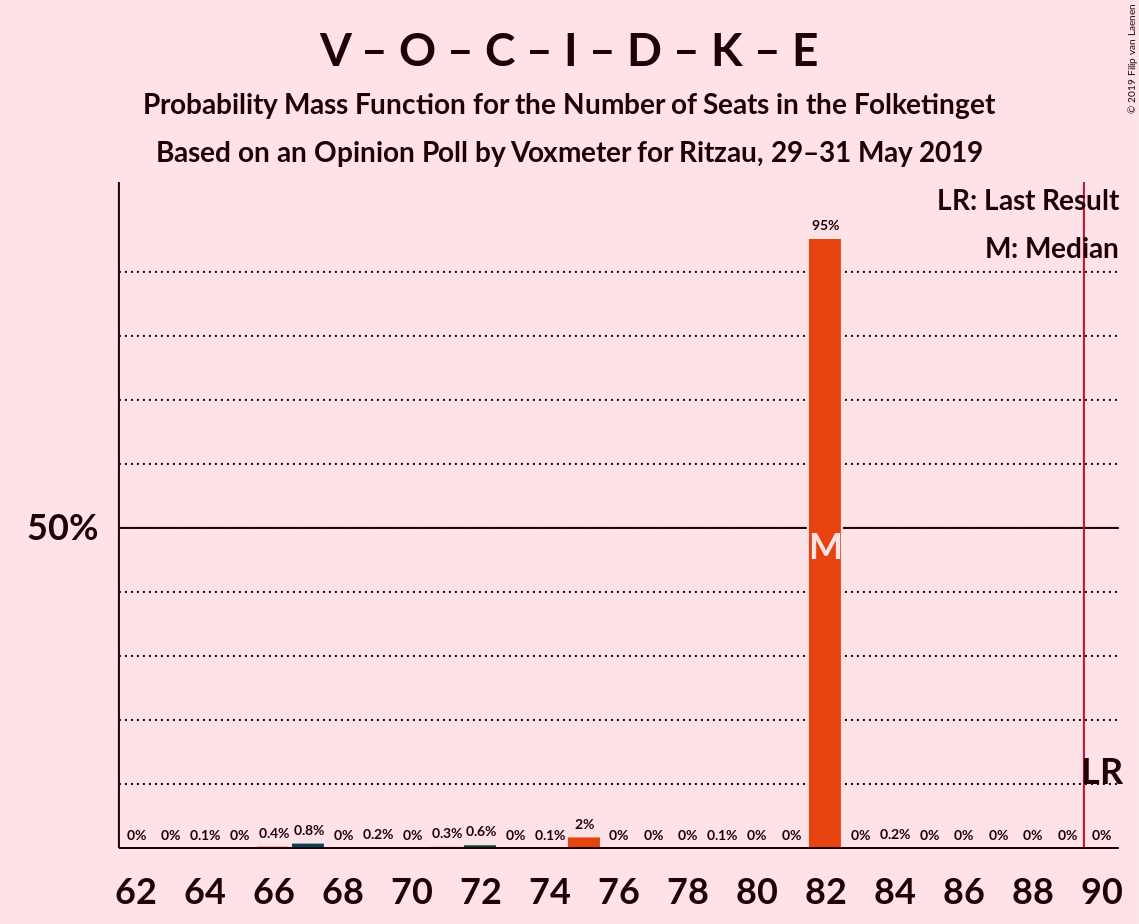 V – O – C – I – D – K – E
Probability Mass Function for the Number of Seats in the Folketinget
Based on an Opinion Poll by Voxmeter for Ritzau, 29–31 May 2019
© 2019 Filip van Laenen
LR: Last Result
M: Median
95%
50%
M
LR
0% 0% 0.1% 0% 0.4% 0.8% 0% 0.2% 0% 0.3% 0.6% 0% 0.1% 2% 0% 0% 0% 0.1% 0% 0% 0% 0.2% 0% 0% 0% 0% 0% 0%
62 64 66 68 70 72 74 76 78 80 82 84 86 88 90